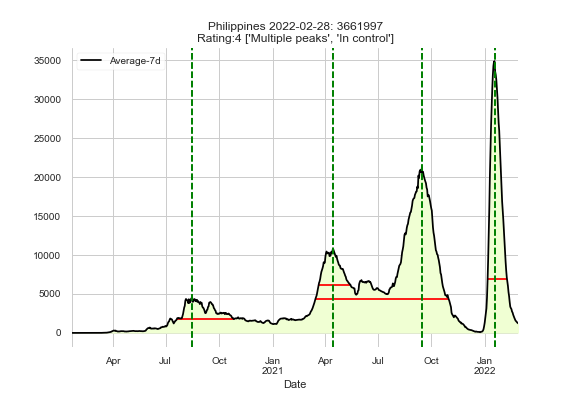 Philippines 2022-02-28: 3661997
Rating:4 ['Multiple peaks', 'In control']
Average-7d
35000
30000
25000
20000
15000
10000
5000
0
Apr Jul Oct Jan Apr Jul Oct Jan
2021 2022
Date